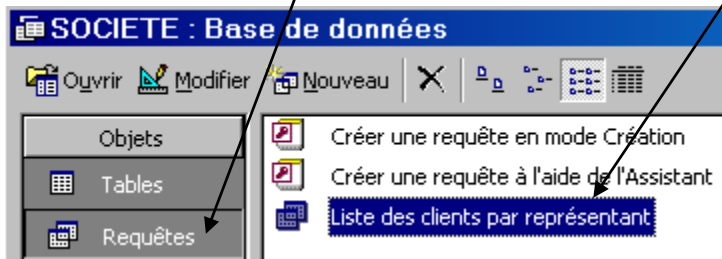 SOCIETE : Base de données
Ouvrir Modifier Nouveau
Objets
Tables
Requêtes
Créer une requête en mode Création
Créer une requête à l'aide de l'Assistant
Liste des clients par représentant